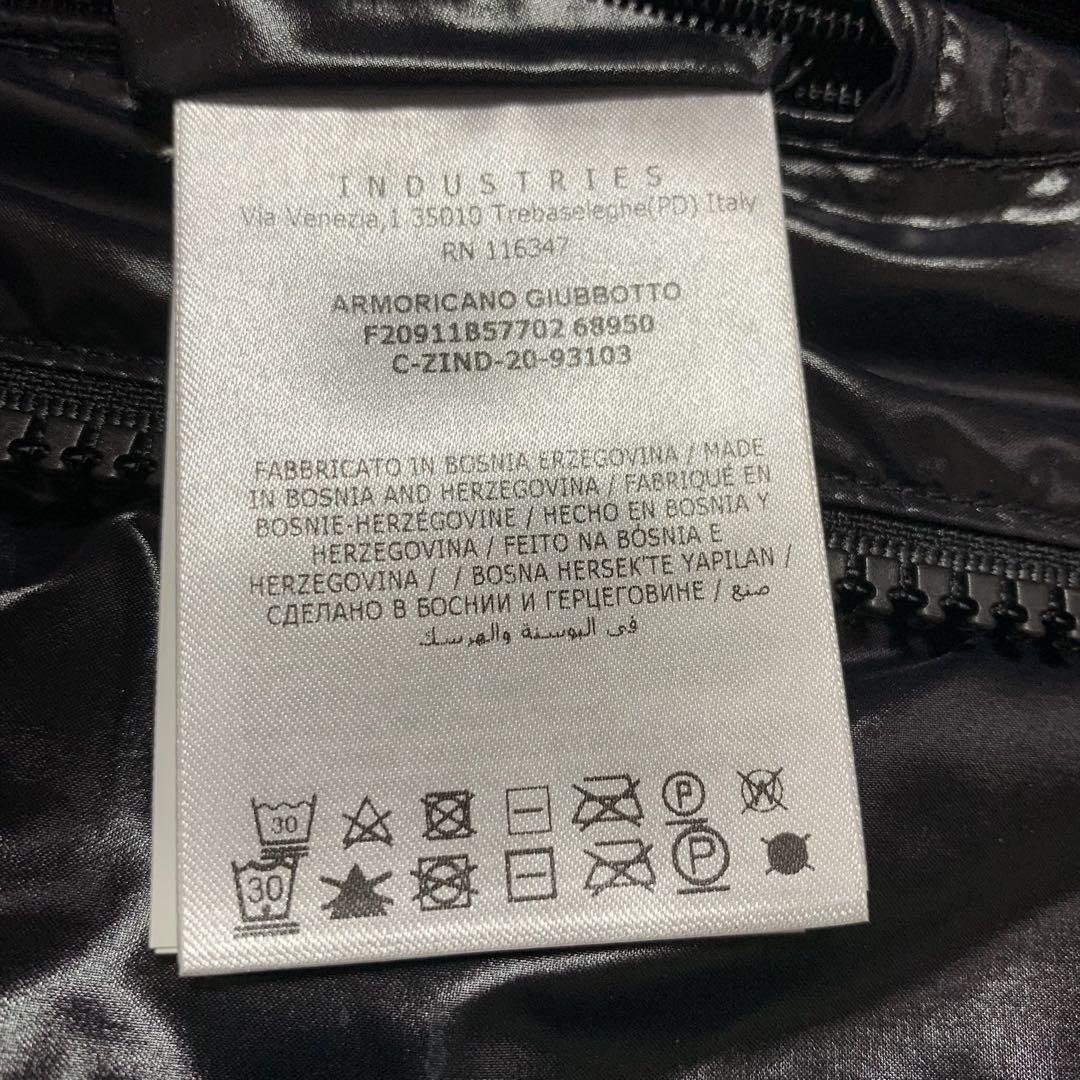 INDUSTRIES
Via Venezia,1 35010 Trebaseleghe(PD) Italy
RN 116347
ARMORICANO GIUBBOTTO
F20911B57702 68950
C-ZIND-20-93103
FABBRICATO IN BOSNIA ERZEGOVINA / MADE
IN BOSNIA AND HERZEGOVINA / FABRIQUÉ EN
BOSNIE-HERZÉGOVINE / HECHO EN BOSNIA Y
HERZEGOVINA / FEITO NA BÓSNIA E
HERZEGOVINA / / BOSNA HERSEK'TE YAPILAN /
СДЕЛАНО В БОСНИИ И ГЕРЦЕГОВИНЕ / صنع
في البوسنة والهرسك
30 P W
30 P